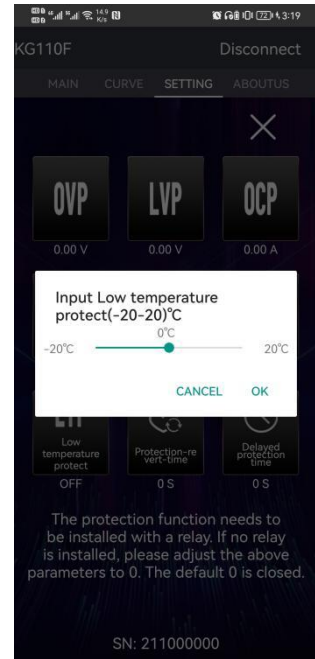 14.9 K/s 72 3:19
KG110F Disconnect
MAIN CURVE SETTING ABOUTUS
OVP LVP OCP
0.00 V 0.00 V 0.00 A
Input Low temperature
protect(-20-20)°C
0°C
-20°C 20°C
CANCEL OK
Low
temperature
protect
Protection-re
vert-time
Delayed
protection
time
OFF 0 S 0 S
The protection function needs to
be installed with a relay. If no relay
is installed, please adjust the above
parameters to 0. The default 0 is closed.
SN: 211000000